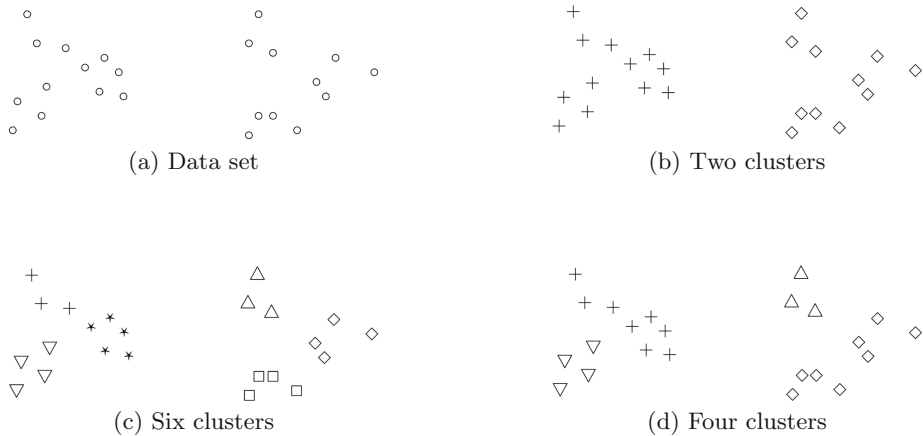 (a) Data set
(b) Two clusters
(c) Six clusters
(d) Four clusters